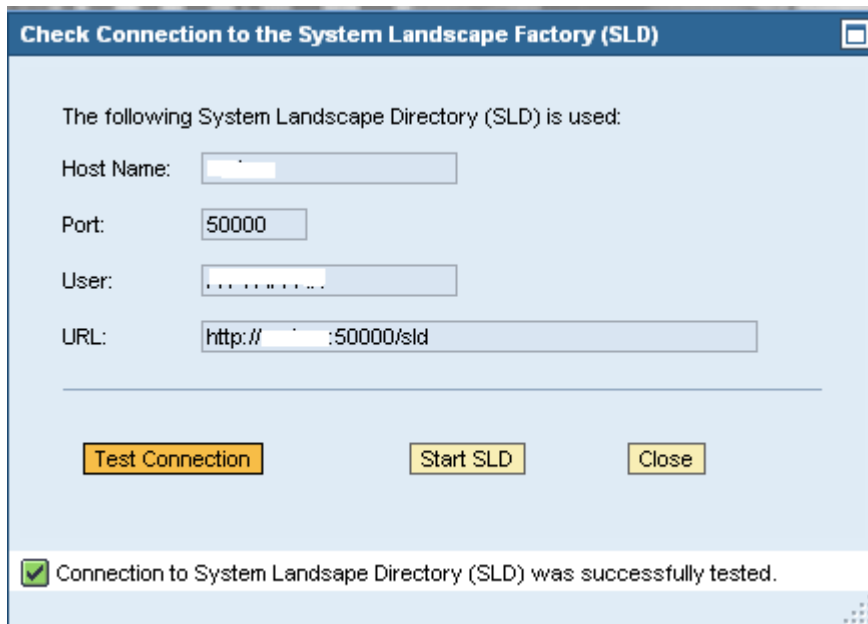 Check Connection to the System Landscape Factory (SLD)
The following System Landscape Directory (SLD) is used:
Host Name:
Port: 50000
User:
URL: http:// :50000/sld
Test Connection Start SLD Close
Connection to System Landsape Directory (SLD) was successfully tested.